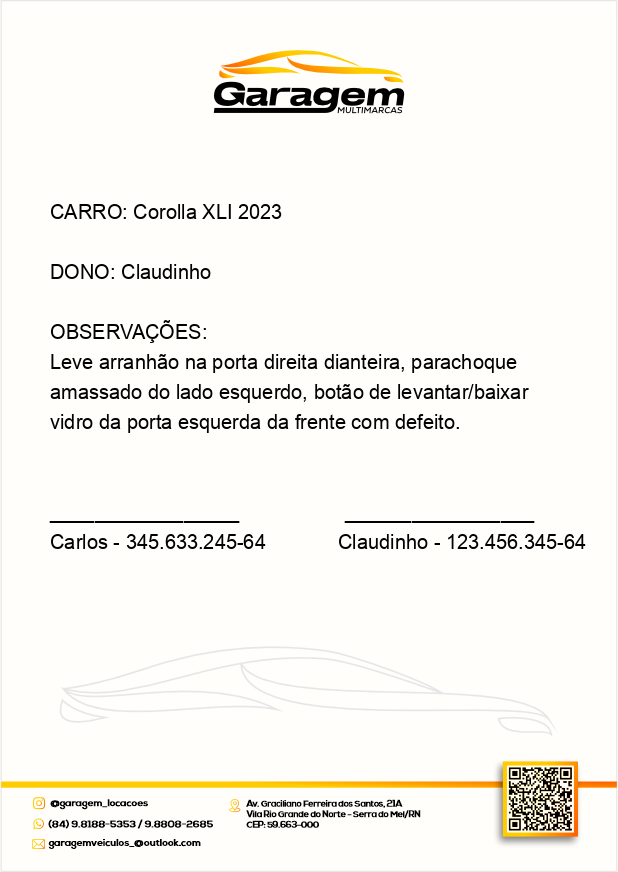 Garagem
MULTIMARCAS
CARRO: Corolla XLI 2023
DONO: Claudinho
OBSERVAÇÕES:
Leve arranhão na porta direita dianteira, parachoque
amassado do lado esquerdo, botão de levantar/baixar
vidro da porta esquerda da frente com defeito.
Carlos - 345.633.245-64
Claudinho - 123.456.345-64
@garagem_locacoes
(84) 9.8188-5353 / 9.8808-2685
garagemveiculos_@outlook.com
Av. Graciliano Ferreira dos Santos, 21A
Vila Rio Grande do Norte - Serra do Mel/RN
CEP: 59.663-000